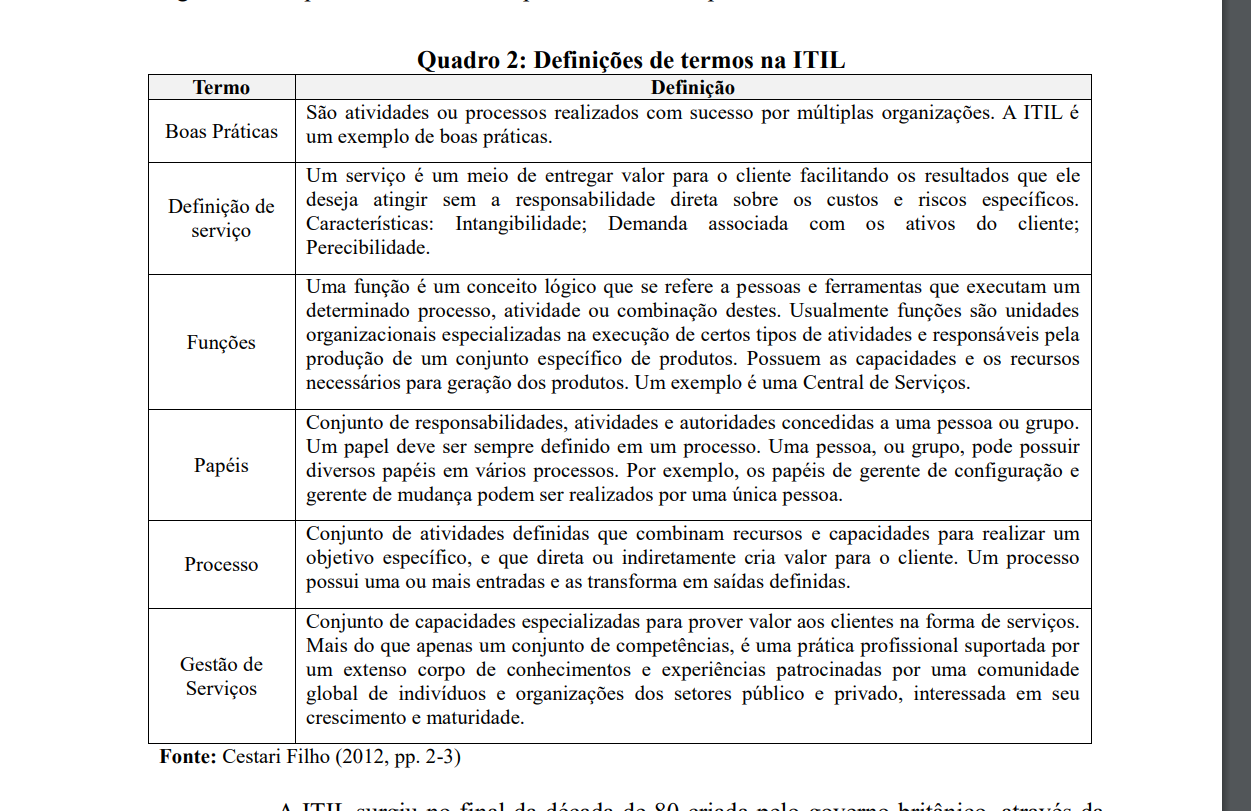 Quadro 2: Definições de termos na ITIL
Termo
Definição
Boas Práticas
São atividades ou processos realizados com sucesso por múltiplas organizações. A ITIL é
um exemplo de boas práticas.
Definição de
serviço
Um serviço é um meio de entregar valor para o cliente facilitando os resultados que ele
deseja atingir sem a responsabilidade direta sobre os custos e riscos específicos.
Características: Intangibilidade; Demanda associada com os ativos do cliente;
Perecibilidade.
Funções
Uma função é um conceito lógico que se refere a pessoas e ferramentas que executam um
determinado processo, atividade ou combinação destes. Usualmente funções são unidades
organizacionais especializadas na execução de certos tipos de atividades e responsáveis pela
produção de um conjunto específico de produtos. Possuem as capacidades e os recursos
necessários para geração dos produtos. Um exemplo é uma Central de Serviços.
Papéis
Conjunto de responsabilidades, atividades e autoridades concedidas a uma pessoa ou grupo.
Um papel deve ser sempre definido em um processo. Uma pessoa, ou grupo, pode possuir
diversos papéis em vários processos. Por exemplo, os papéis de gerente de configuração e
gerente de mudança podem ser realizados por uma única pessoa.
Processo
Conjunto de atividades definidas que combinam recursos e capacidades para realizar um
objetivo específico, e que direta ou indiretamente cria valor para o cliente. Um processo
possui uma ou mais entradas e as transforma em saídas definidas.
Gestão de
Serviços
Conjunto de capacidades especializadas para prover valor aos clientes na forma de serviços.
Mais do que apenas um conjunto de competências, é uma prática profissional suportada por
um extenso corpo de conhecimentos e experiências patrocinadas por uma comunidade
global de indivíduos e organizações dos setores público e privado, interessada em seu
crescimento e maturidade.
Fonte: Cestari Filho (2012, pp. 2-3)
A ITIL surgiu no final da década de 80 criada pelo governo britânico, através da